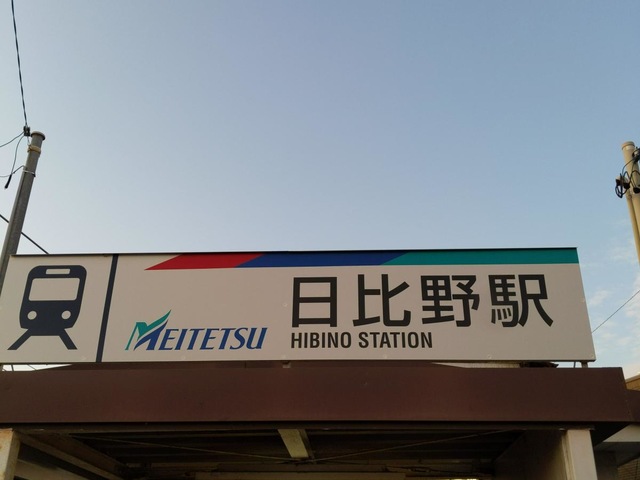 日比野駅
MEITETSU
HIBINO STATION